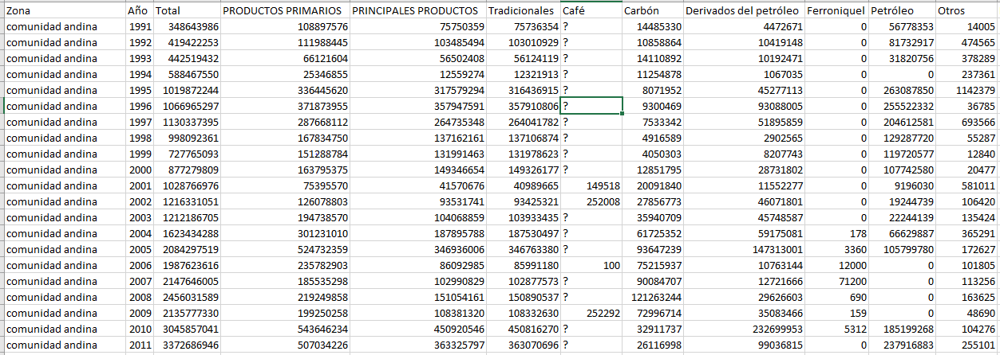 Zona Año Total PRODUCTOS PRIMARIOS PRINCIPALES PRODUCTOS Tradicionales Café Carbón Derivados del petróleo Ferroniquel Petróleo Otros
comunidad andina 1991 348643986 108897576 75750359 75736354 ? 14485330 4472671 0 56778353 14005
comunidad andina 1992 419422253 111988445 103485494 103010929 ? 10858864 10419148 0 81732917 474565
comunidad andina 1993 442519432 66121604 56502408 56124119 ? 14110892 10192471 0 31820756 378289
comunidad andina 1994 588467550 25346855 12559274 12321913 ? 11254878 1067035 0 0 237361
comunidad andina 1995 1019872244 336445620 317579294 316436915 ? 8071952 45277113 0 263087850 1142379
comunidad andina 1996 1066965297 371873955 357947591 357910806 ? 9300469 93088005 0 255522332 36785
comunidad andina 1997 1130337395 287668112 264735348 264041782 ? 7533342 51895859 0 204612581 693566
comunidad andina 1998 998092361 167834750 137162161 137106874 ? 4916589 2902565 0 129287720 55287
comunidad andina 1999 727765093 151288784 131991463 131978623 ? 4050303 8207743 0 119720577 12840
comunidad andina 2000 877279809 163795375 149346654 149326177 ? 12851795 28731802 0 107742580 20477
comunidad andina 2001 1028766976 75395570 41570676 40989665 149518 20091840 11552277 0 9196030 581011
comunidad andina 2002 1216331051 126078803 93531741 93425321 252008 27856773 46071801 0 19244739 106420
comunidad andina 2003 1212186705 194738570 104068859 103933435 ? 35940709 45748587 0 22244139 135424
comunidad andina 2004 1623434288 301231010 187895788 187530497 ? 61725352 59175081 178 66629887 365291
comunidad andina 2005 2084297519 524732359 346936006 346763380 ? 93647239 147313001 3360 105799780 172627
comunidad andina 2006 1987623616 235782903 86092985 85991180 100 75215937 10763144 12000 0 101805
comunidad andina 2007 2147646005 185535298 102990829 102877573 ? 90084707 12721666 71200 0 113256
comunidad andina 2008 2456031589 219249858 151054161 150890537 ? 121263244 29626603 690 0 163625
comunidad andina 2009 2135777330 199250258 108381320 108332630 252292 72996714 35083466 159 0 48690
comunidad andina 2010 3045857041 543646234 450920546 450816270 ? 32911737 232699953 5312 185199268 104276
comunidad andina 2011 3372686946 507034226 363325797 363070696 ? 26116998 99036815 0 237916883 255101